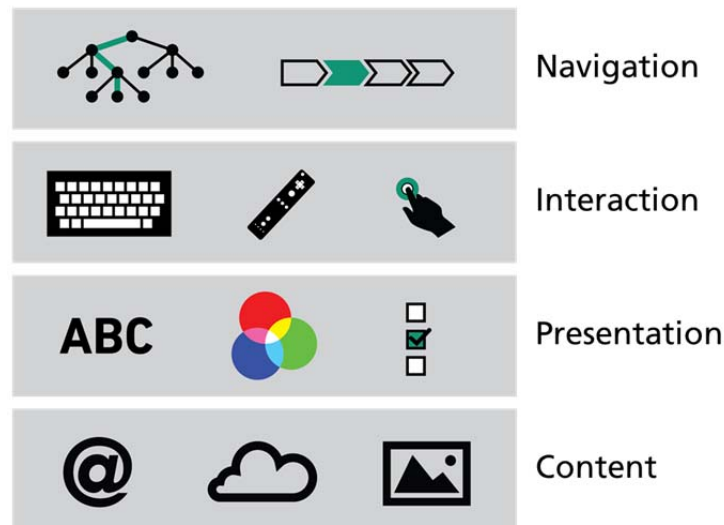 Navigation
Interaction
ABC
Presentation
@
Content